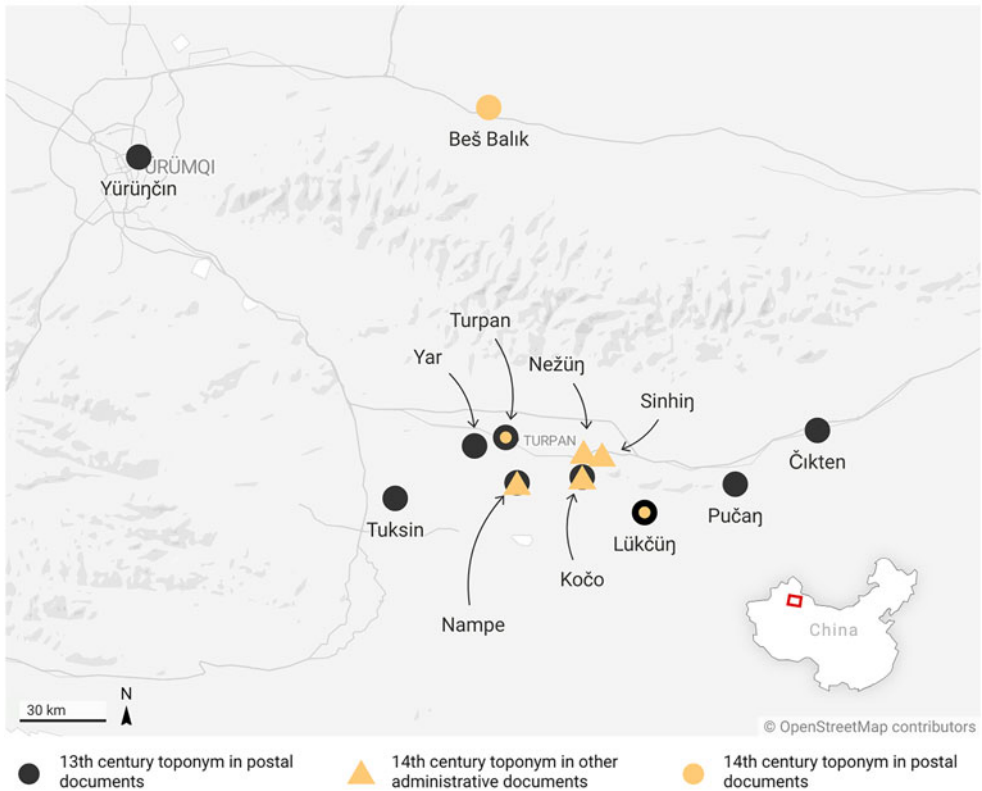 Beš Balık
ÜRÜMQI
Yürüŋčın
Turpan
Yar
Nežüŋ
Sinhiŋ
TURPAN
Čıkten
Tuksin
Pučaŋ
Lükčüŋ
Kočo
Nampe
China
N
30 km
© OpenStreetMap contributors
13th century toponym in postal
documents
14th century toponym in other
administrative documents
14th century toponym in postal
documents